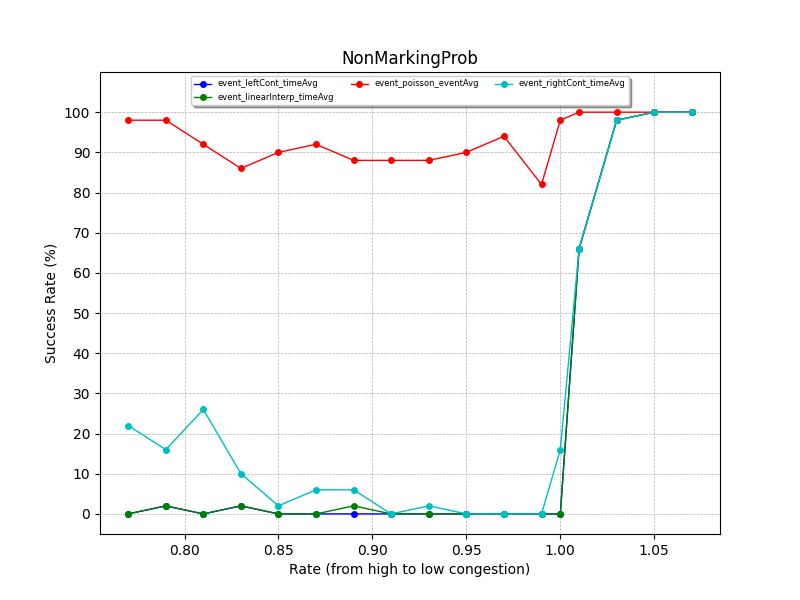 NonMarkingProb
event_leftCont_timeAvg
event_linearInterp_timeAvg
event_poisson_eventAvg
event_rightCont_timeAvg
100
90
80
70
60
50
40
30
20
10
0
Success Rate (%)
0.80 0.85 0.90 0.95 1.00 1.05
Rate (from high to low congestion)